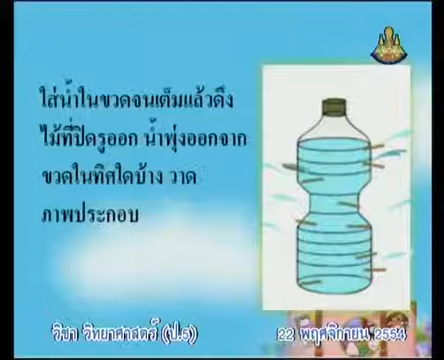 ใส่น้ำในขวดจนเต็มแล้วดึง
ไม้ที่ปิดรูออก น้ำพุ่งออกจาก
ขวดในทิศใดบ้าง วาด
ภาพประกอบ
วิชา วิทยาศาสตร์ (ป.5)
22 พฤศจิกายน 2554